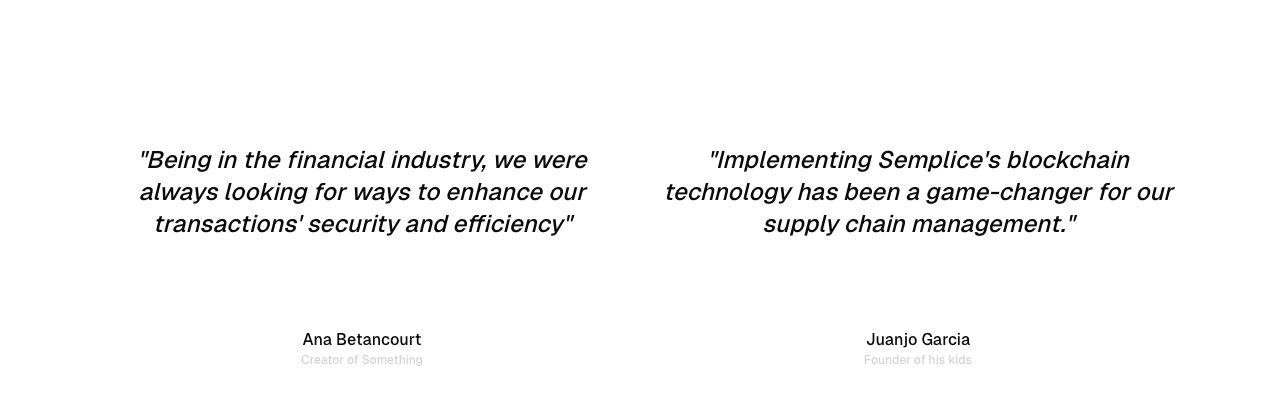 "Being in the financial industry, we were
always looking for ways to enhance our
transactions' security and efficiency"
Ana Betancourt
Creator of Something
"Implementing Semplice's blockchain
technology has been a game-changer for our
supply chain management."
Juanjo Garcia
Founder of his kids